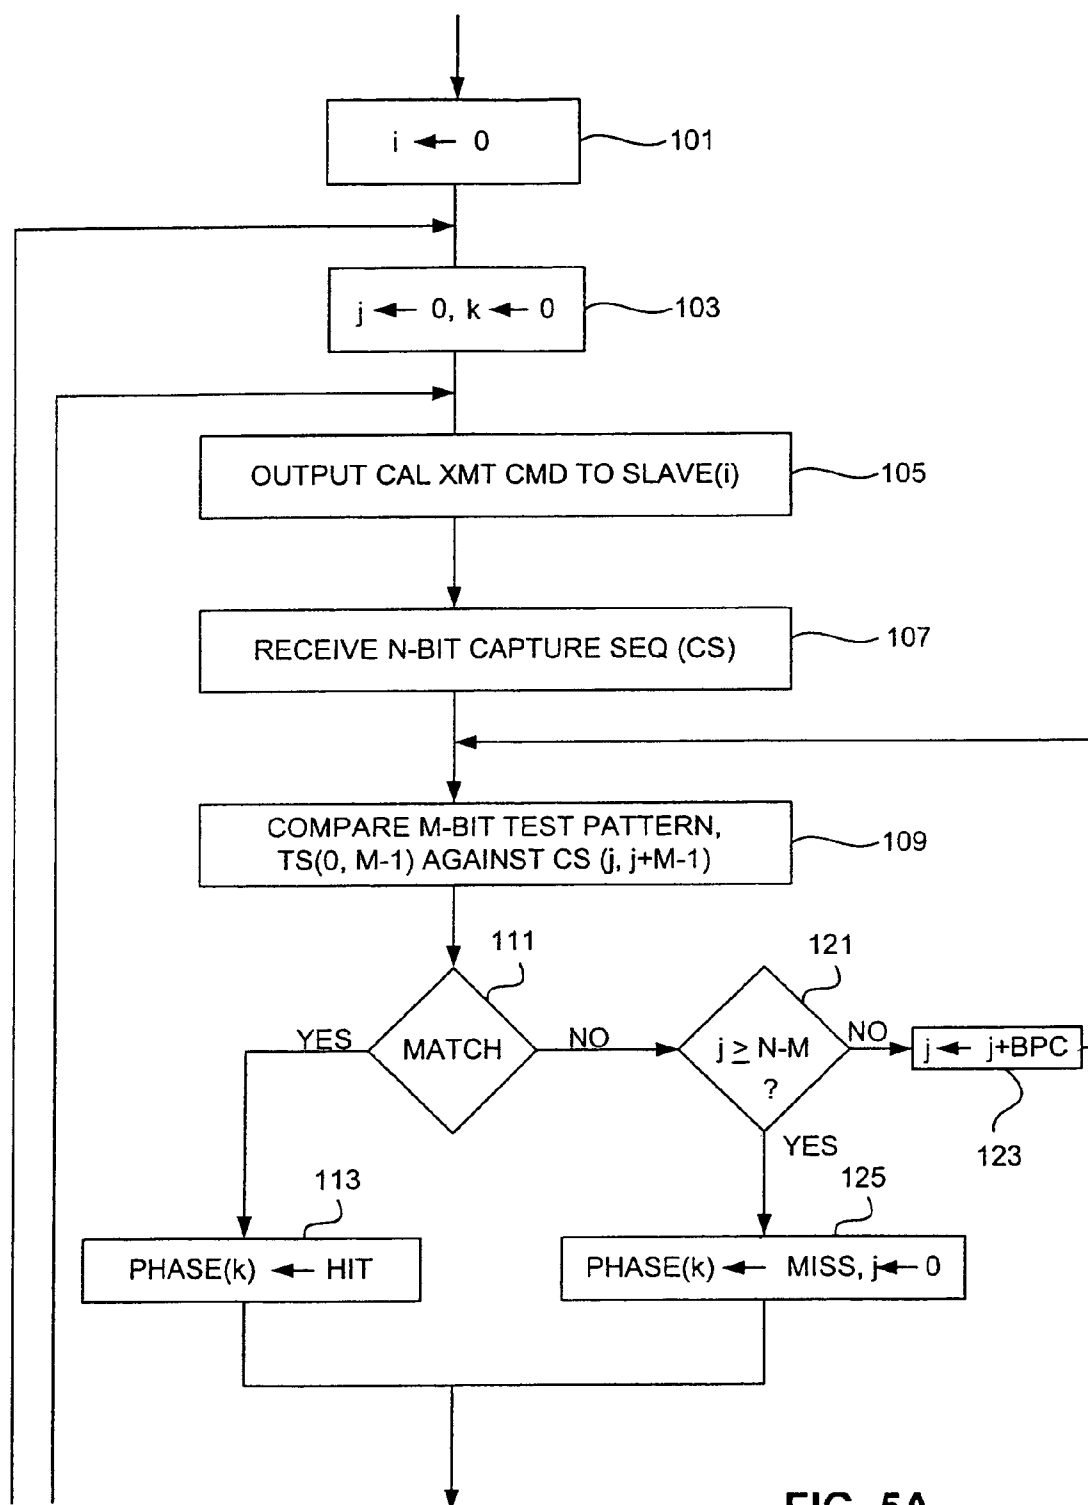 i ← 0
101
j ← 0, k ← 0
103
OUTPUT CAL XMT CMD TO SLAVE(i)
105
RECEIVE N-BIT CAPTURE SEQ (CS)
107
COMPARE M-BIT TEST PATTERN,
TS(0, M-1) AGAINST CS (j, j+M-1)
109
111
121
YES
MATCH
NO
j ≥ N-M
?
NO
j ← j+BPC
123
YES
113
125
PHASE(k) ← HIT
PHASE(k) ← MISS, j ← 0
FIG. 5A